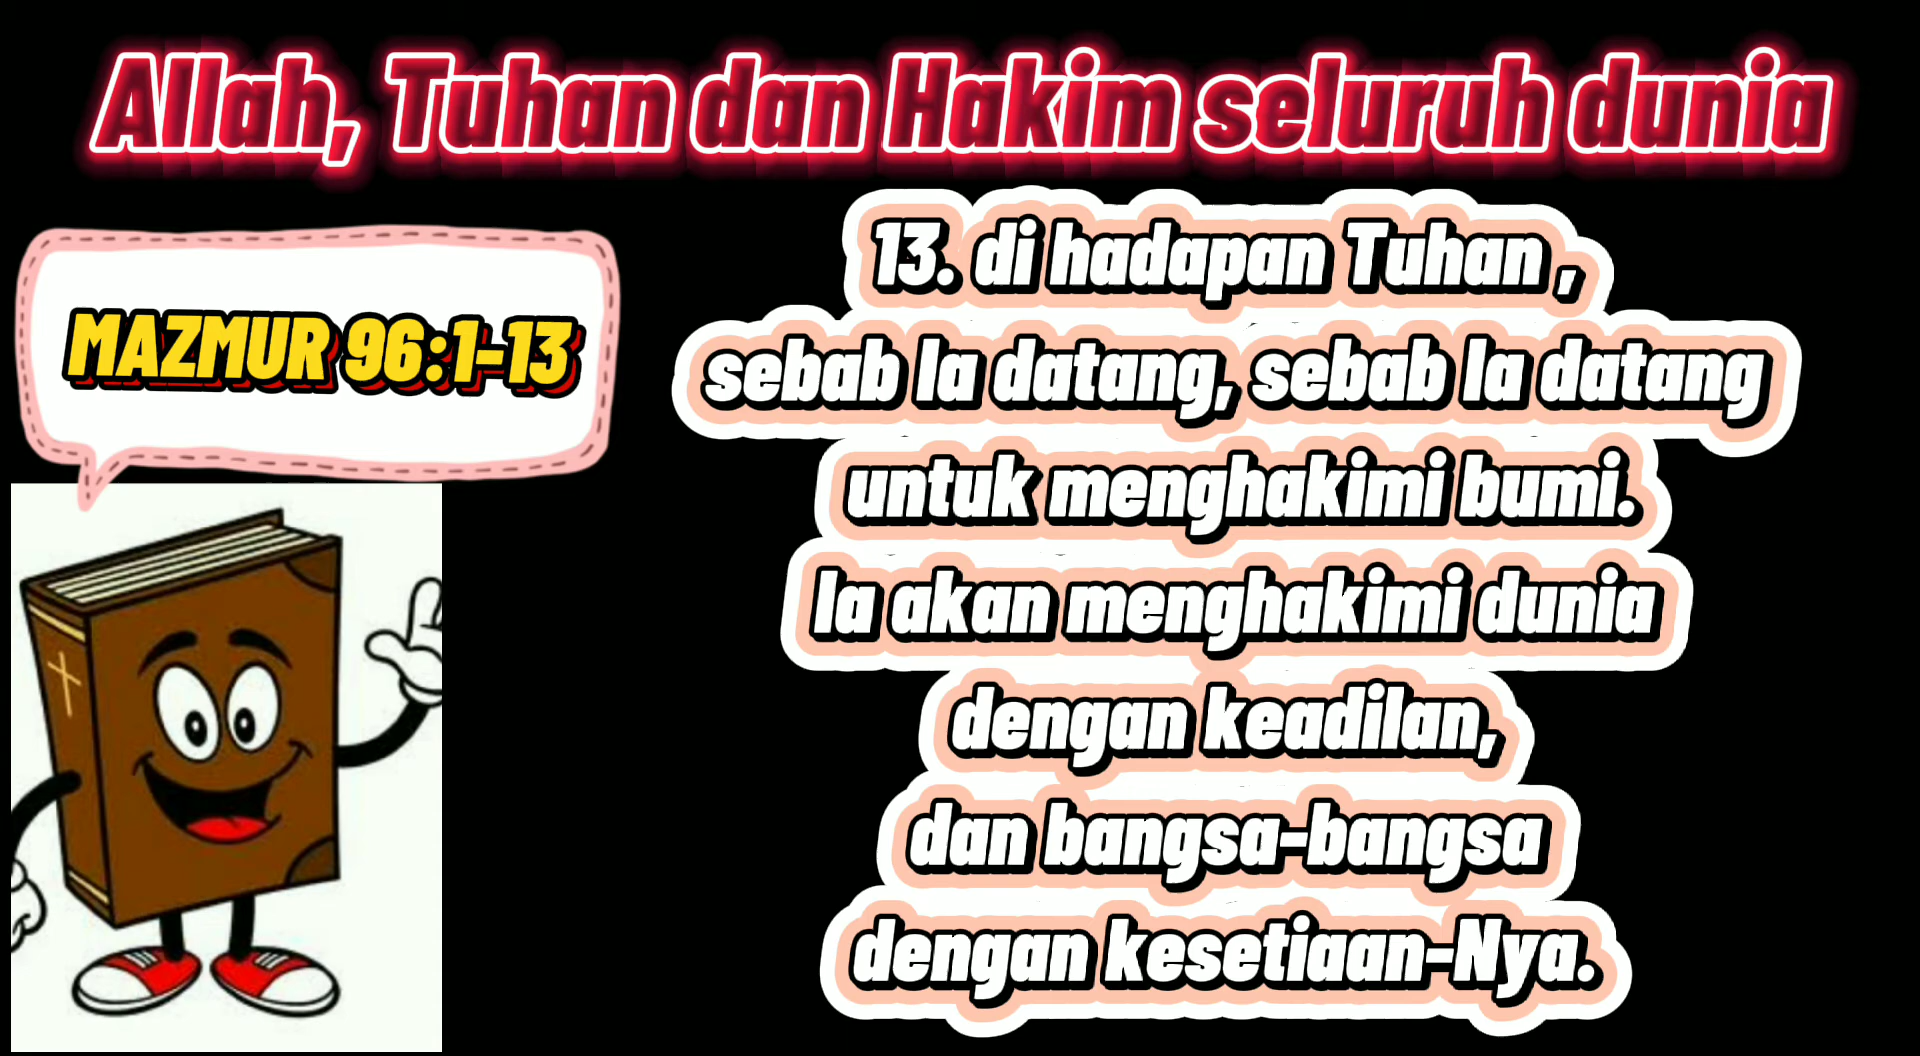 Allah, Tuhan dan Hakim seluruh dunia
MAZMUR 96:1-13
13. di hadapan Tuhan ,
sebab Ia datang, sebab Ia datang
untuk menghakimi bumi.
Ia akan menghakimi dunia
dengan keadilan,
dan bangsa-bangsa
dengan kesetiaan-Nya.